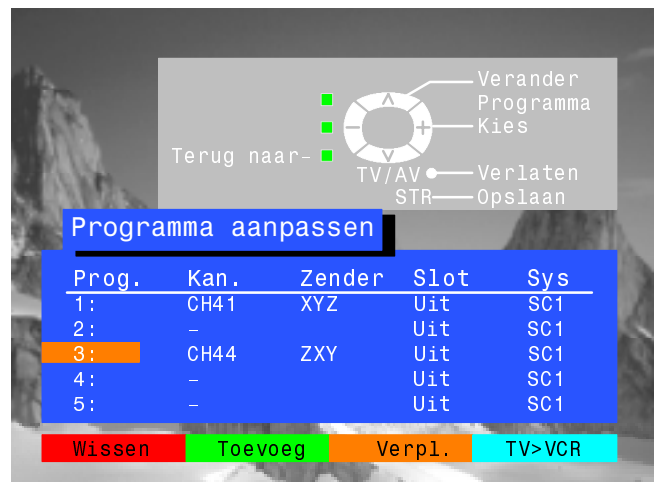 Verander
Programma
Kies
Terug naar
TV/AV Verlaten
STR Opslaan
Programma aanpassen
Prog. Kan. Zender Slot Sys
1: CH41 XYZ Uit SC1
2: – Uit SC1
3: CH44 ZXY Uit SC1
4: – Uit SC1
5: – Uit SC1
Wissen Toevoeg Verpl. TV>VCR